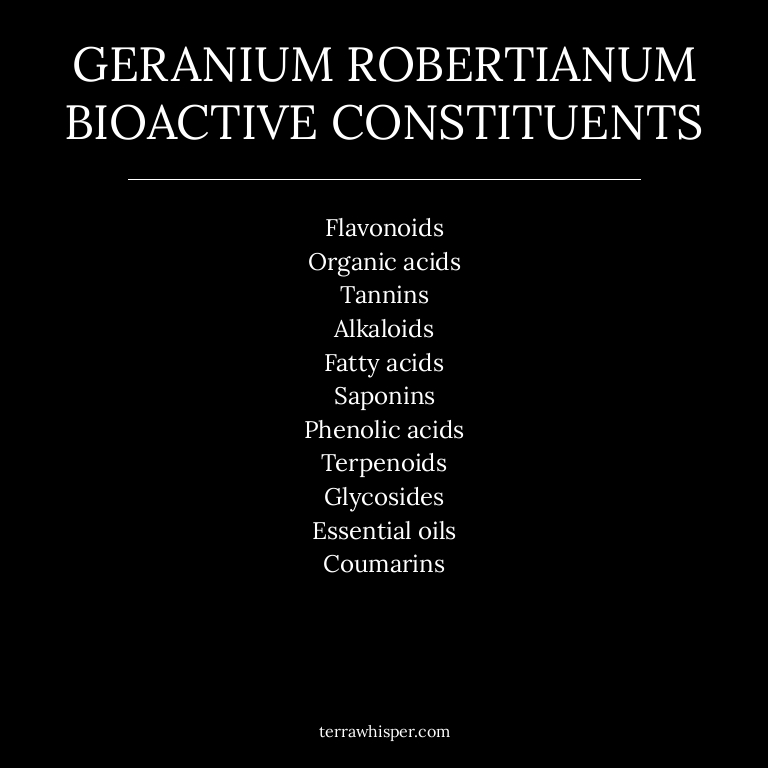 GERANIUM ROBERTIANUM
BIOACTIVE CONSTITUENTS
Flavonoids
Organic acids
Tannins
Alkaloids
Fatty acids
Saponins
Phenolic acids
Terpenoids
Glycosides
Essential oils
Coumarins
terrawhisper.com